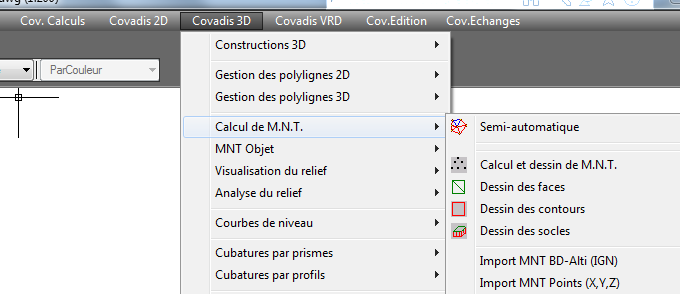 Cov. Calculs Covadis 2D Covadis 3D Covadis VRD Cov.Edition Cov.Echanges
ParCouleur
Constructions 3D
Gestion des polylignes 2D
Gestion des polylignes 3D
Calcul de M.N.T.
MNT Objet
Visualisation du relief
Analyse du relief
Courbes de niveau
Cubatures par prismes
Cubatures par profils
Semi-automatique
Calcul et dessin de M.N.T.
Dessin des faces
Dessin des contours
Dessin des socles
Import MNT BD-Alti (IGN)
Import MNT Points (X,Y,Z)